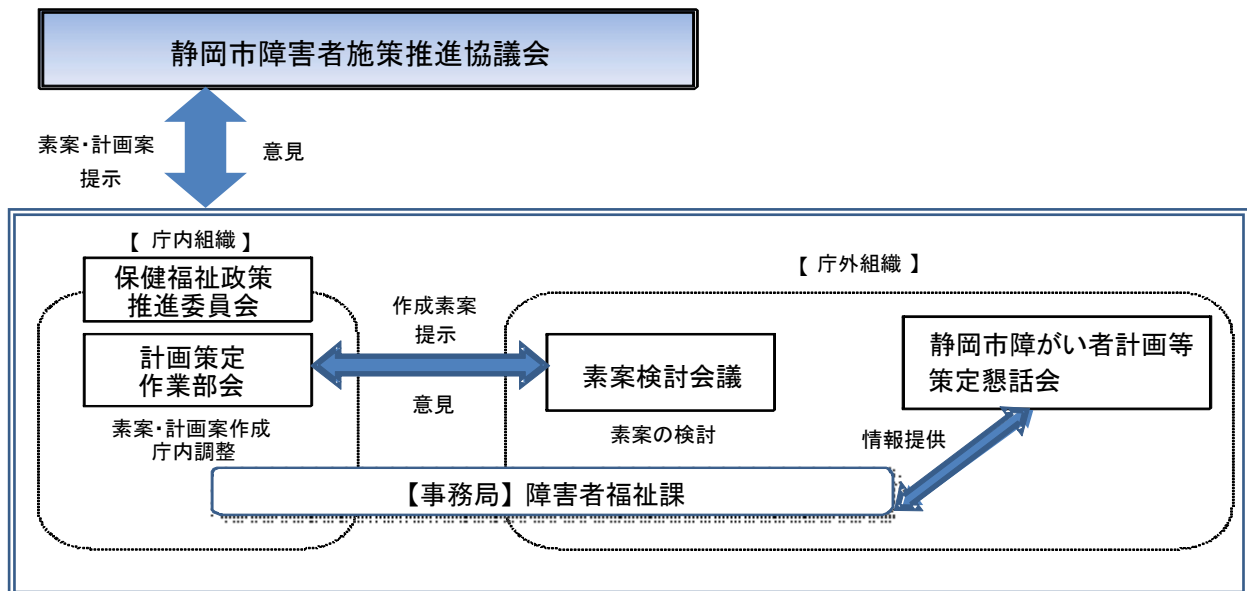 静岡市障害者施策推進協議会
素案・計画案
提示
意見
【 庁内組織 】
保健福祉政策
推進委員会
計画策定
作業部会
素案・計画案作成
庁内調整
作成素案
提示
意見
【 庁外組織 】
素案検討会議
素案の検討
静岡市障がい者計画等
策定懇話会
情報提供
【事務局】障害者福祉課